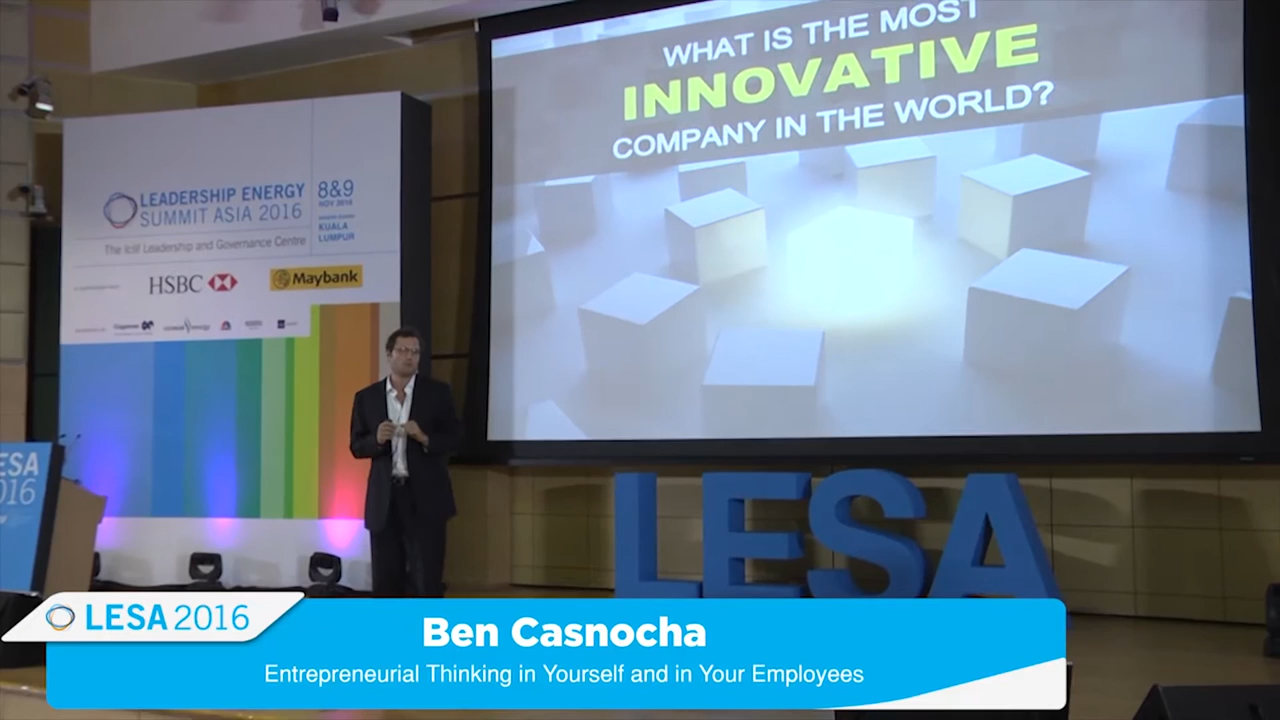 WHAT IS THE MOST
INNOVATIVE
COMPANY IN THE WORLD?
LEADERSHIP ENERGY
SUMMIT ASIA 2016
8&9
NOV 2016
KUALA
LUMPUR
The Iclif Leadership and Governance Centre
HSBC
Maybank
ESA
016
LESA
LESA 2016
Ben Casnocha
Entrepreneurial Thinking in Yourself and in Your Employees